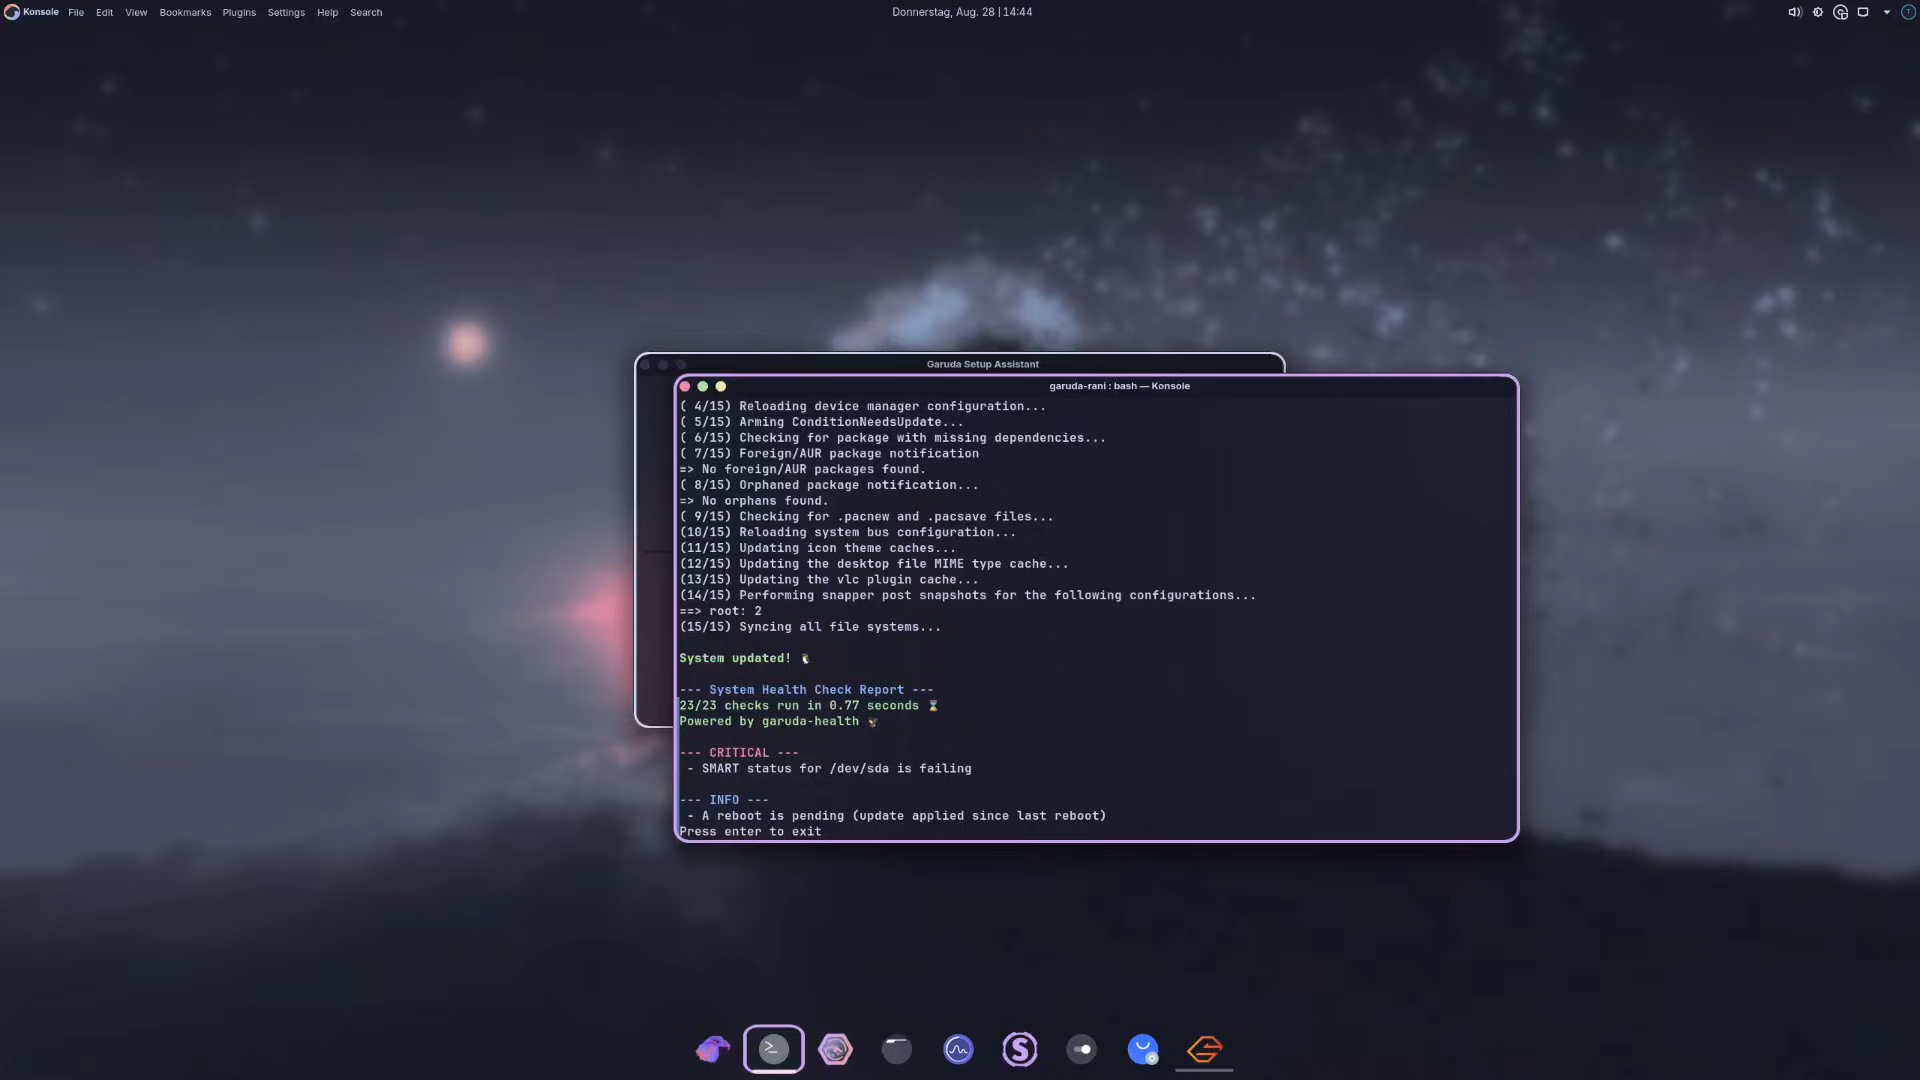 Konsole File Edit View Bookmarks Plugins Settings Help Search
Donnerstag, Aug. 28 | 14:44
Garuda Setup Assistant
garuda-rani : bash — Konsole
( 4/15) Reloading device manager configuration...
( 5/15) Arming ConditionNeedsUpdate...
( 6/15) Checking for package with missing dependencies...
( 7/15) Foreign/AUR package notification
=> No foreign/AUR packages found.
( 8/15) Orphaned package notification...
=> No orphans found.
( 9/15) Checking for .pacnew and .pacsave files...
(10/15) Reloading system bus configuration...
(11/15) Updating icon theme caches...
(12/15) Updating the desktop file MIME type cache...
(13/15) Updating the vlc plugin cache...
(14/15) Performing snapper post snapshots for the following configurations...
==> root: 2
(15/15) Syncing all file systems...
System updated! 🐧
--- System Health Check Report ---
23/23 checks run in 0.77 seconds ⌛
Powered by garuda-health 🦅
--- CRITICAL ---
- SMART status for /dev/sda is failing
--- INFO ---
- A reboot is pending (update applied since last reboot)
Press enter to exit